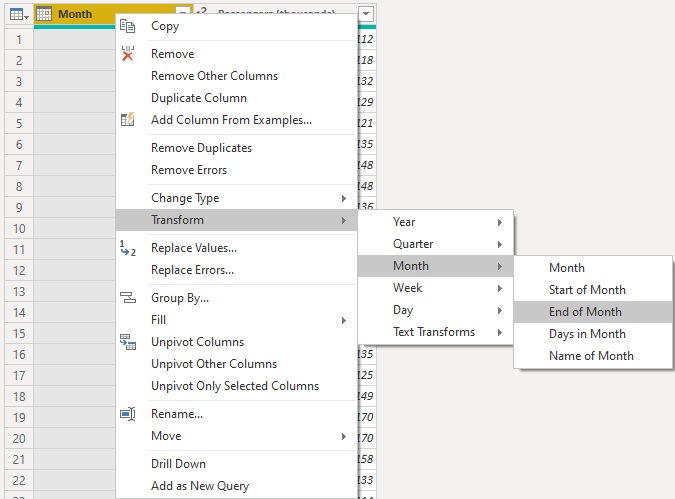 Month
Passengers (thousands)
Copy
Remove
Remove Other Columns
Duplicate Column
Add Column From Examples...
Remove Duplicates
Remove Errors
Change Type
Transform
Replace Values...
Replace Errors...
Group By...
Fill
Unpivot Columns
Unpivot Other Columns
Unpivot Only Selected Columns
Rename...
Move
Drill Down
Add as New Query
Year
Quarter
Month
Week
Day
Text Transforms
Month
Start of Month
End of Month
Days in Month
Name of Month
1 112
2 118
3 132
4 129
5 121
6 135
7 148
8 148
9 136
10
11
12
13
14
15
16 135
17 125
18 149
19 170
20 170
21 158
22 133